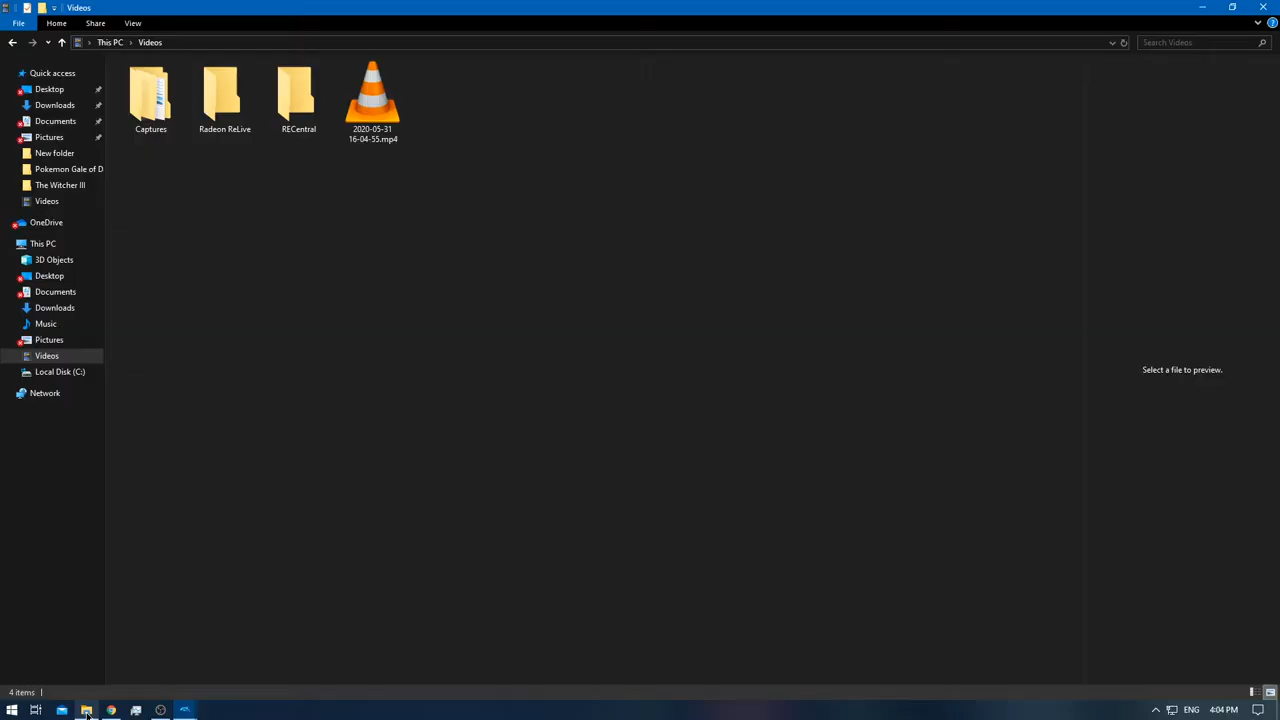 Videos
File
Home
Share
View
This PC
Videos
Search Videos
Quick access
Desktop
Downloads
Documents
Pictures
New folder
Pokemon Gale of D
The Witcher III
Videos
OneDrive
This PC
3D Objects
Desktop
Documents
Downloads
Music
Pictures
Videos
Local Disk (C:)
Network
Captures
Radeon ReLive
RECentral
2020-05-31
16-04-55.mp4
Select a file to preview.
4 items
ENG
4:04 PM